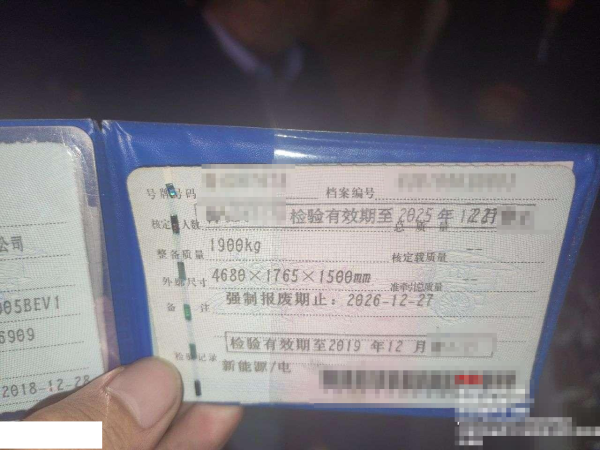 公司
005BEV1
6909
2018-12-28
号牌号码
档案编号
检验有效期至2025年12月
核定人数
总质量
整备质量 1900kg
核定载质量
外廓尺寸 4680×1765×1500mm
准牵引总质量
备注 强制报废期止：2026-12-27
检验有效期至2019年12月
检验记录 新能源/电